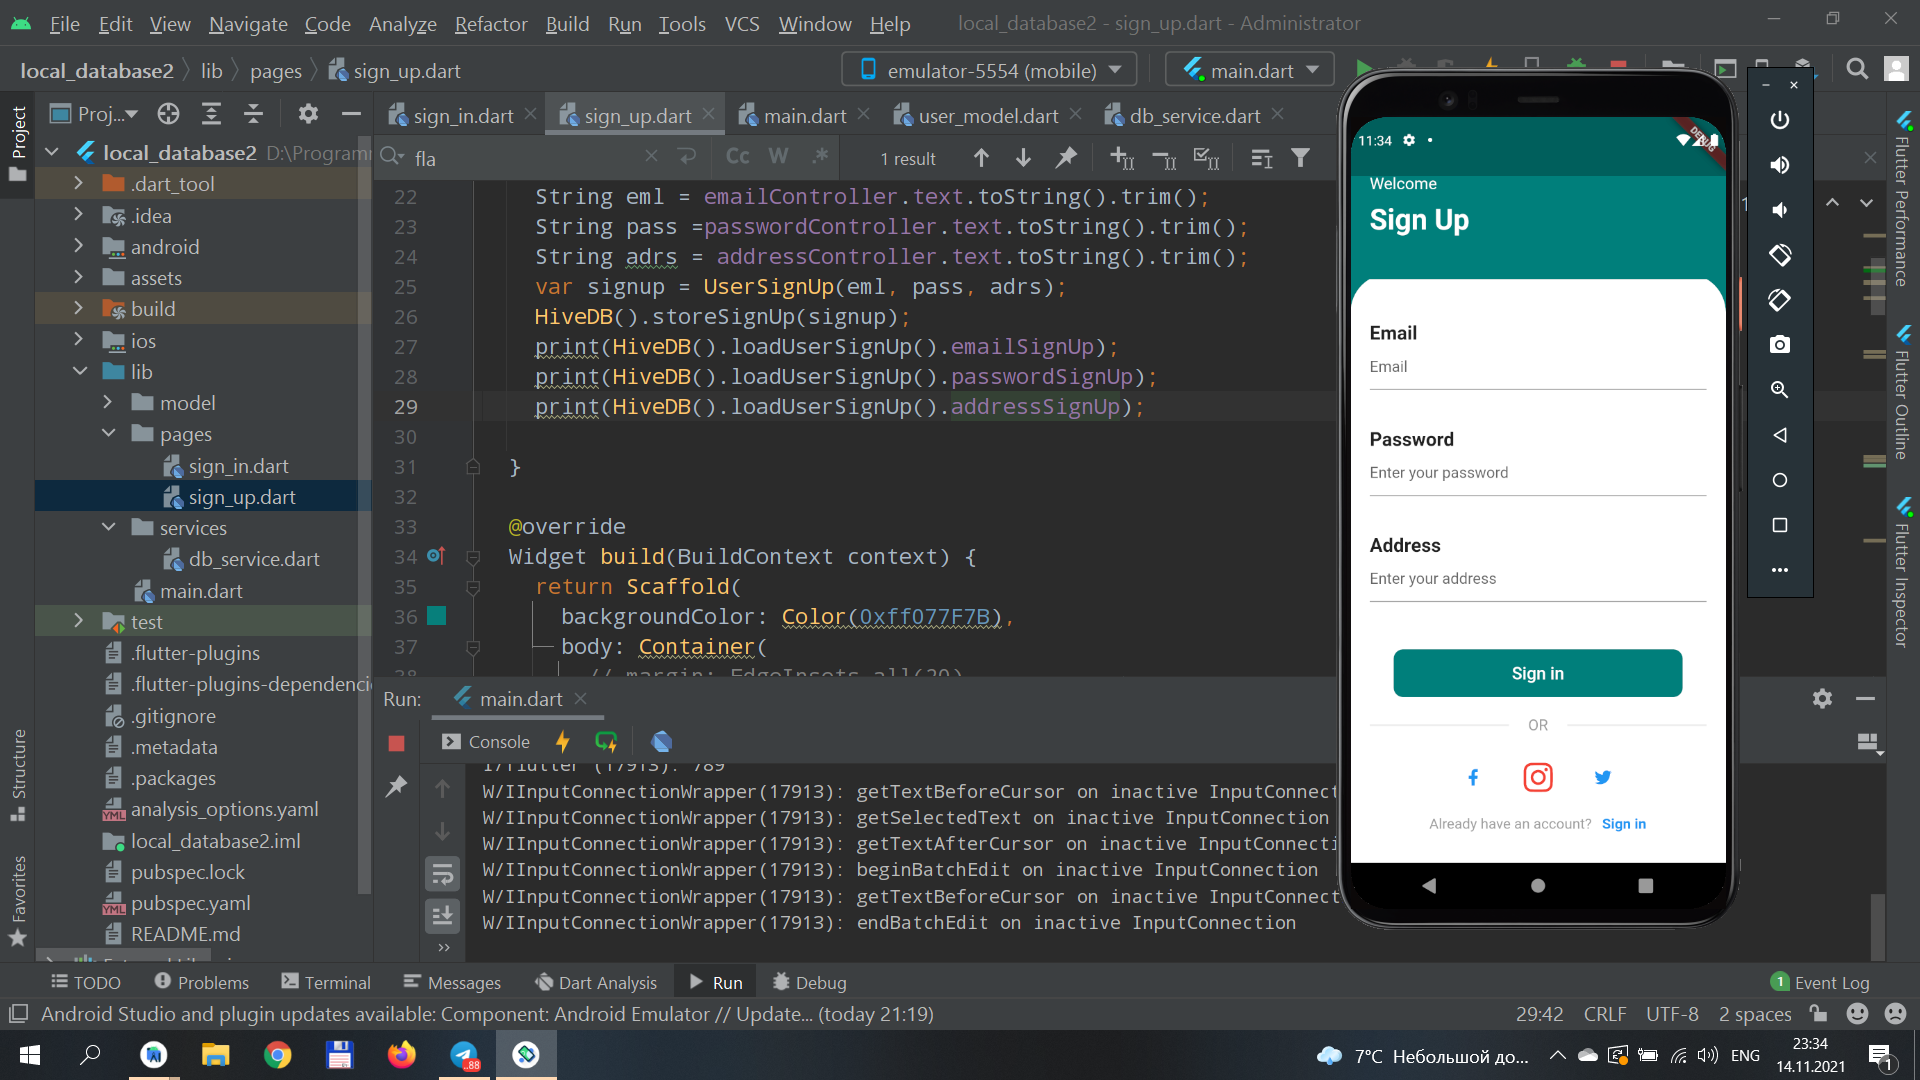 File Edit View Navigate Code Analyze Refactor Build Run Tools VCS Window Help local_database2 - sign_up.dart - Administrator
local_database2 lib pages sign_up.dart emulator-5554 (mobile) main.dart
Project
Proj...
sign_in.dart sign_up.dart main.dart user_model.dart db_service.dart
fla Cc W .* 1 result
local_database2 D:\Program
.dart_tool
.idea
android
assets
build
ios
lib
model
pages
sign_in.dart
sign_up.dart
services
db_service.dart
main.dart
test
.flutter-plugins
.flutter-plugins-dependenci
.gitignore
.metadata
.packages
analysis_options.yaml
local_database2.iml
pubspec.lock
pubspec.yaml
README.md
Structure
Favorites
22 String eml = emailController.text.toString().trim();
23 String pass =passwordController.text.toString().trim();
24 String adrs = addressController.text.toString().trim();
25 var signup = UserSignUp(eml, pass, adrs);
26 HiveDB().storeSignUp(signup);
27 print(HiveDB().loadUserSignUp().emailSignUp);
28 print(HiveDB().loadUserSignUp().passwordSignUp);
29 print(HiveDB().loadUserSignUp().addressSignUp);
30
31 }
32
33 @override
34 Widget build(BuildContext context) {
35 return Scaffold(
36 backgroundColor: Color(0xff077F7B),
37 body: Container(
38 // margin: EdgeInsets.all(20),
Run: main.dart
Console
I/flutter (17913): 789
W/IInputConnectionWrapper(17913): getTextBeforeCursor on inactive InputConnect
W/IInputConnectionWrapper(17913): getSelectedText on inactive InputConnection
W/IInputConnectionWrapper(17913): getTextAfterCursor on inactive InputConnecti
W/IInputConnectionWrapper(17913): beginBatchEdit on inactive InputConnection
W/IInputConnectionWrapper(17913): getTextBeforeCursor on inactive InputConnect
W/IInputConnectionWrapper(17913): endBatchEdit on inactive InputConnection
11:34
DEBUG
Welcome
Sign Up
Email
Email
Password
Enter your password
Address
Enter your address
Sign in
OR
Already have an account? Sign in
Flutter Performance
Flutter Outline
Flutter Inspector
TODO Problems Terminal Messages Dart Analysis Run Debug 1 Event Log
Android Studio and plugin updates available: Component: Android Emulator // Update... (today 21:19) 29:42 CRLF UTF-8 2 spaces
88 7°C Небольшой до... ENG 23:34
14.11.2021 1